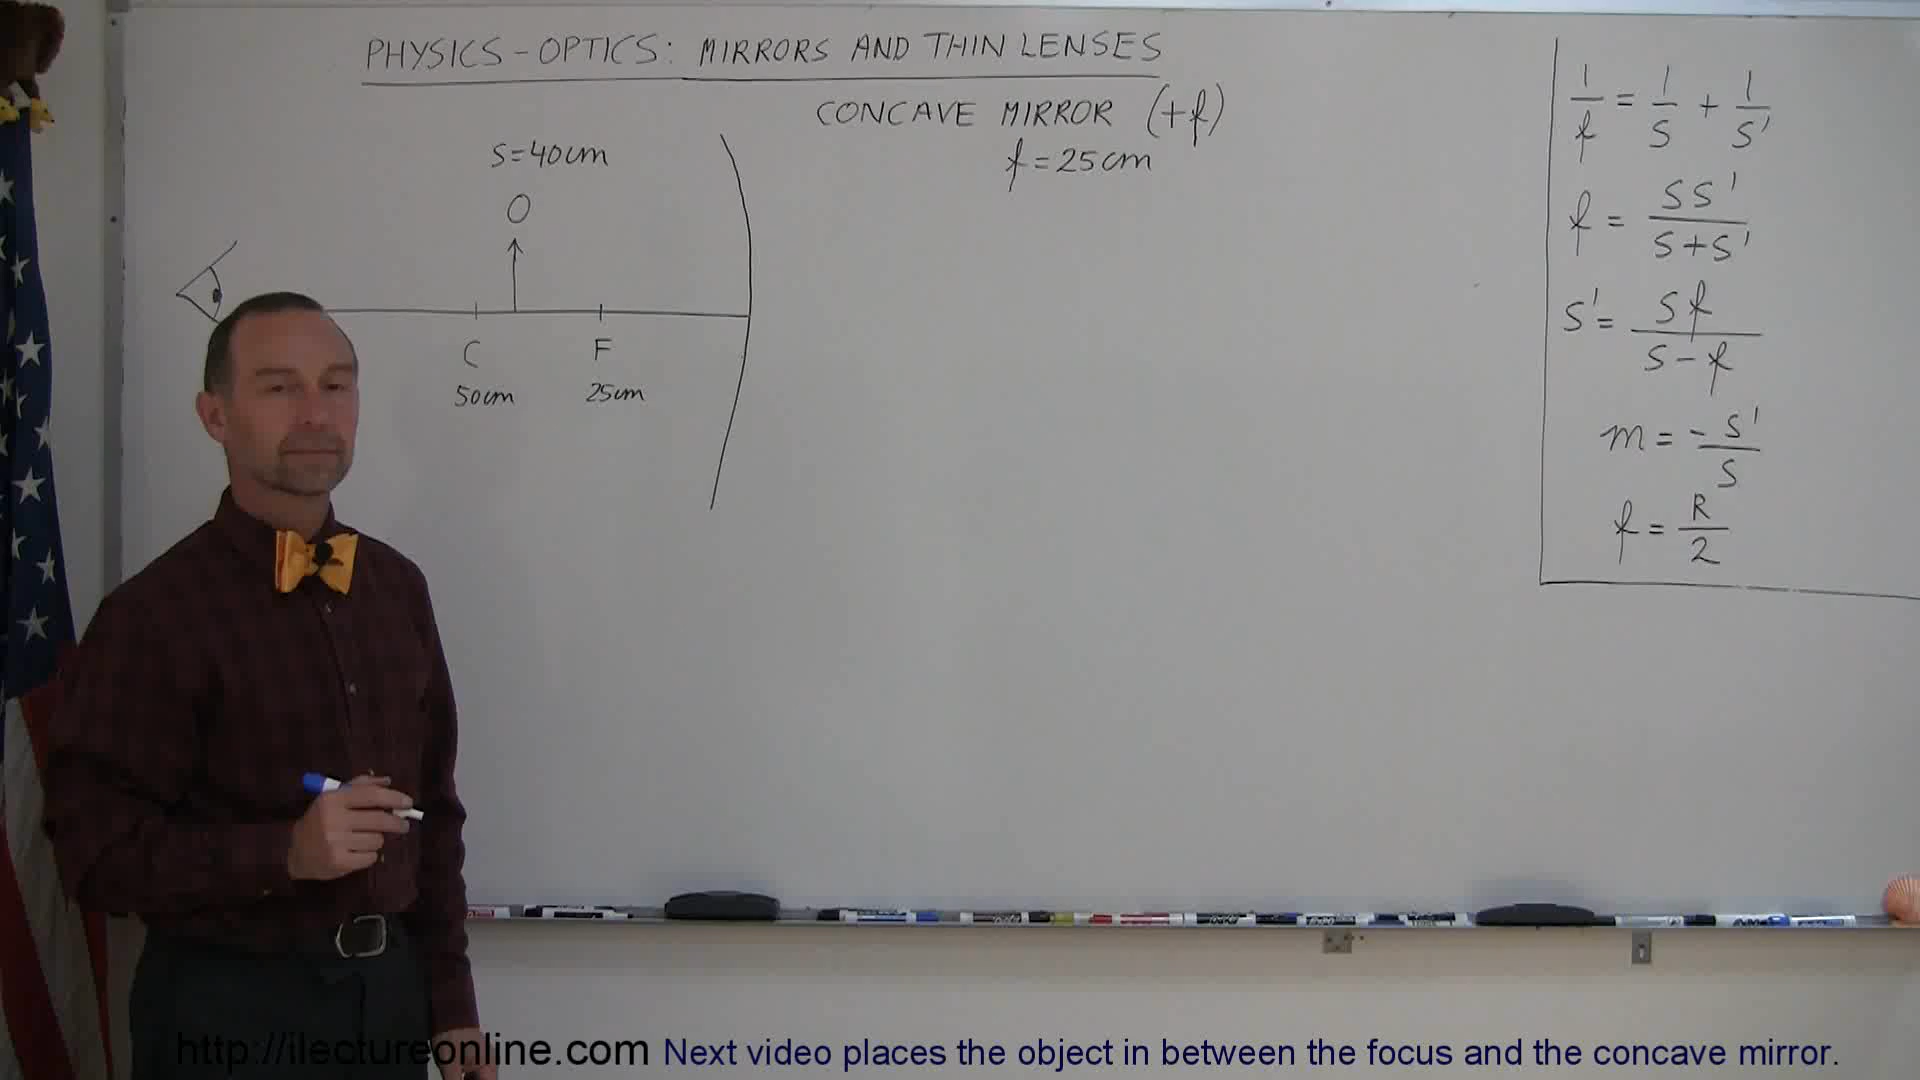 PHYSICS - OPTICS: MIRRORS AND THIN LENSES
CONCAVE MIRROR (+f)
f = 25cm
S=40cm
O
C
F
50cm
25cm
1/f = 1/S + 1/S'
f = SS'/S+S'
S' = Sf/S-f
m = -S'/S
f = R/2
http://ilectureonline.com Next video places the object in between the focus and the concave mirror.